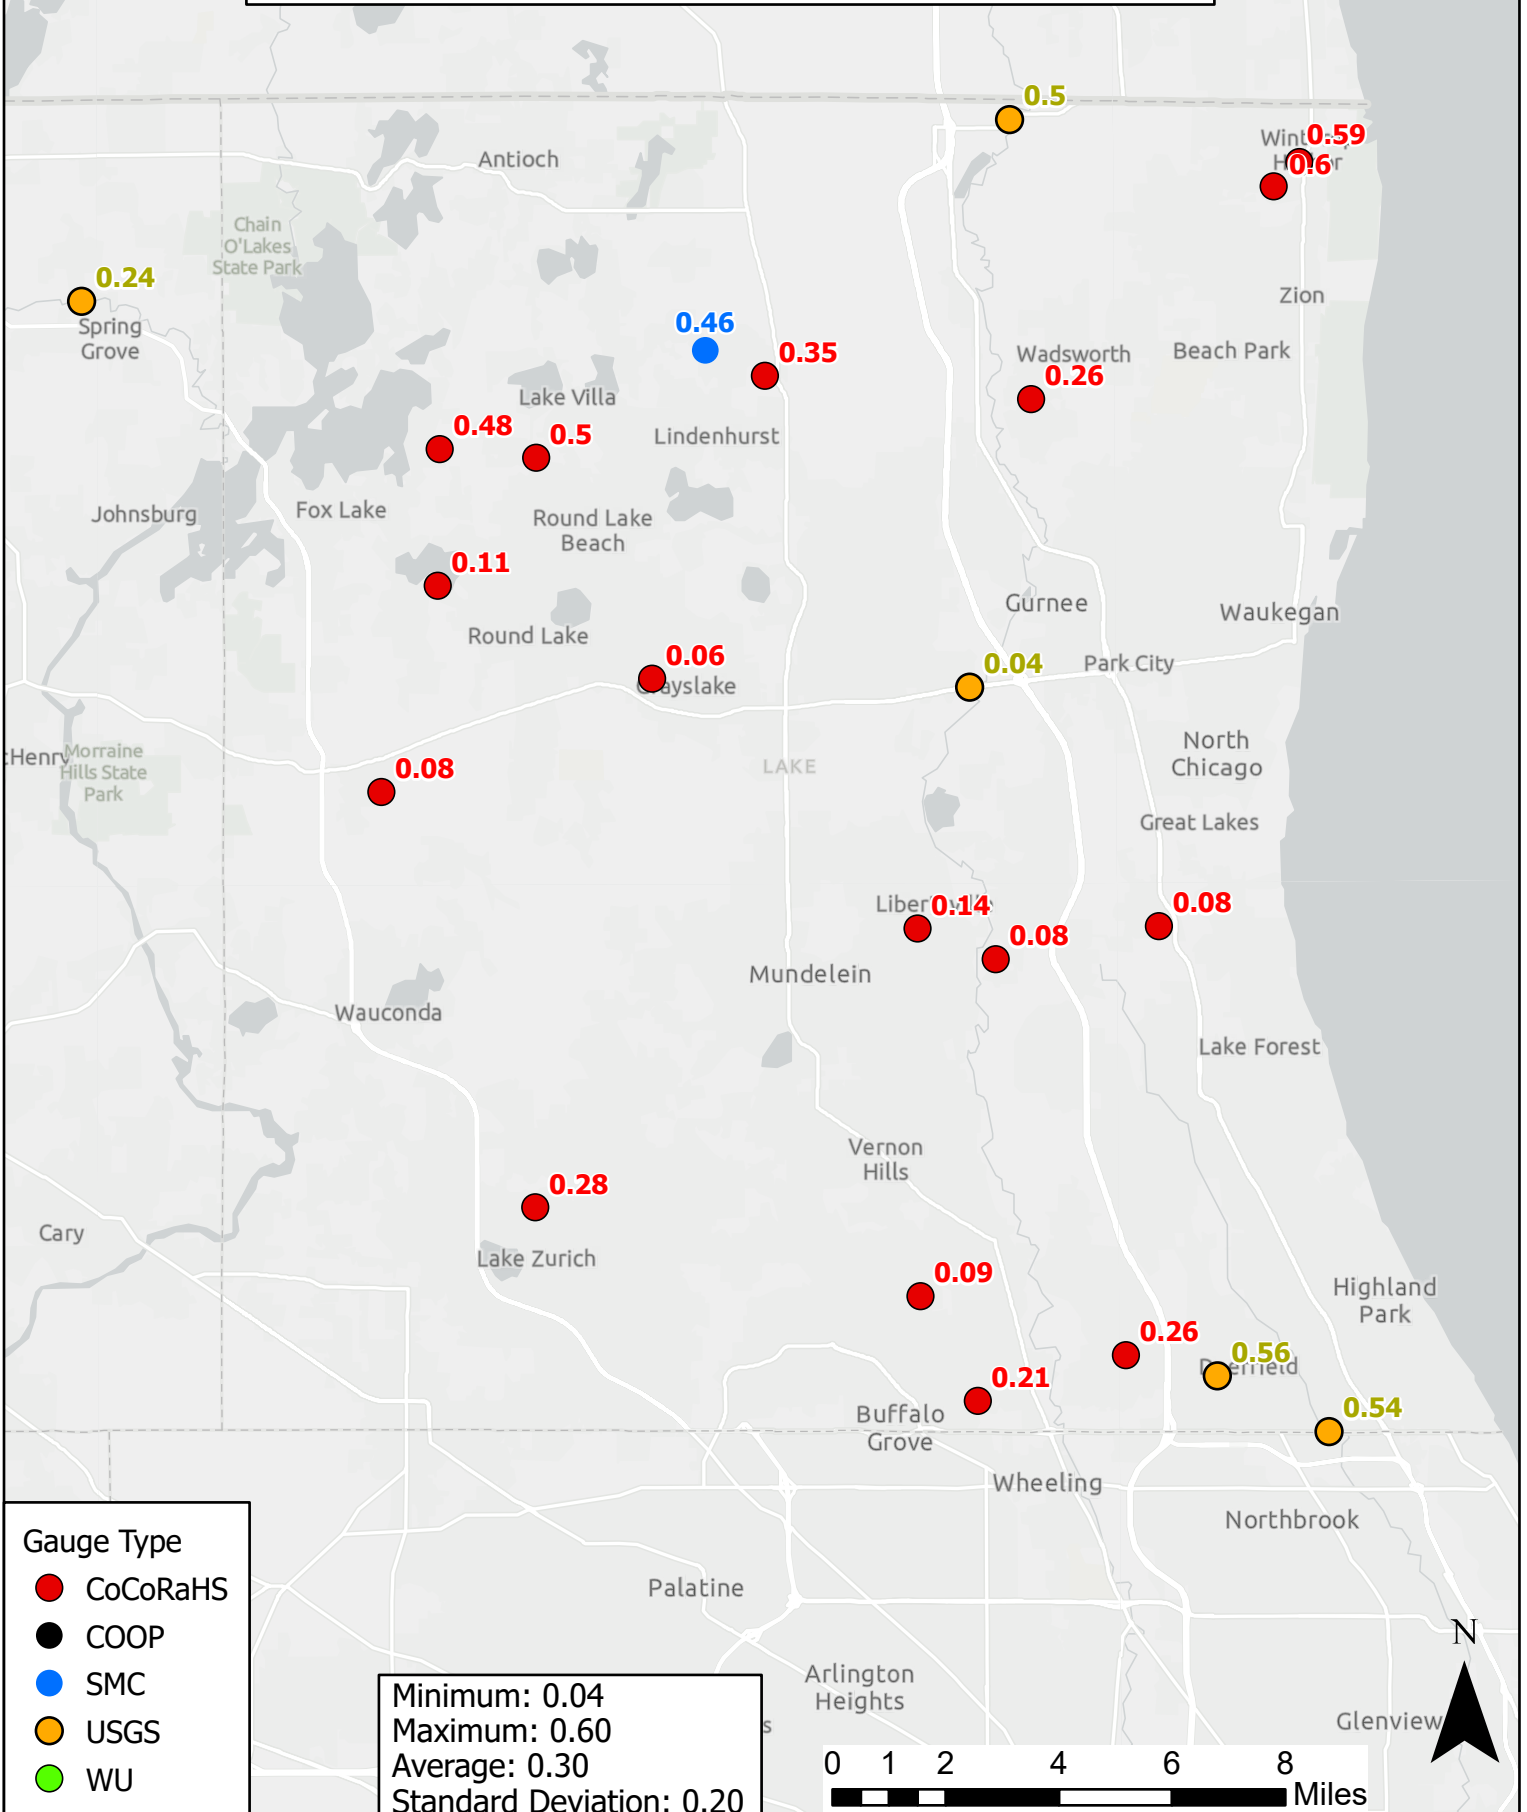 0.5
0.59
Win
H r
0.6
Antioch
Chain
O'Lakes
State Park
0.24
Spring
Grove
Zion
0.46
0.35
Wadsworth
0.26
Beach Park
Lake Villa
0.48
0.5
Lindenhurst
Johnsburg
Fox Lake
Round Lake
Beach
0.11
Gurnee
Waukegan
Round Lake
0.06
Grayslake
0.04
Park City
Henry
Morraine
Hills State
Park
0.08
LAKE
North
Chicago
Great Lakes
0.14
0.08
0.08
Mundelein
Wauconda
Lake Forest
Vernon
Hills
0.28
Cary
Lake Zurich
0.09
Highland
Park
0.26
0.56
Deerfield
0.21
0.54
Buffalo
Grove
Wheeling
Northbrook
Palatine
Arlington
Heights
s
Glenview
N
Gauge Type
CoCoRaHS
COOP
SMC
USGS
WU
Minimum: 0.04
Maximum: 0.60
Average: 0.30
Standard Deviation: 0.20
0 1 2 4 6 8
Miles